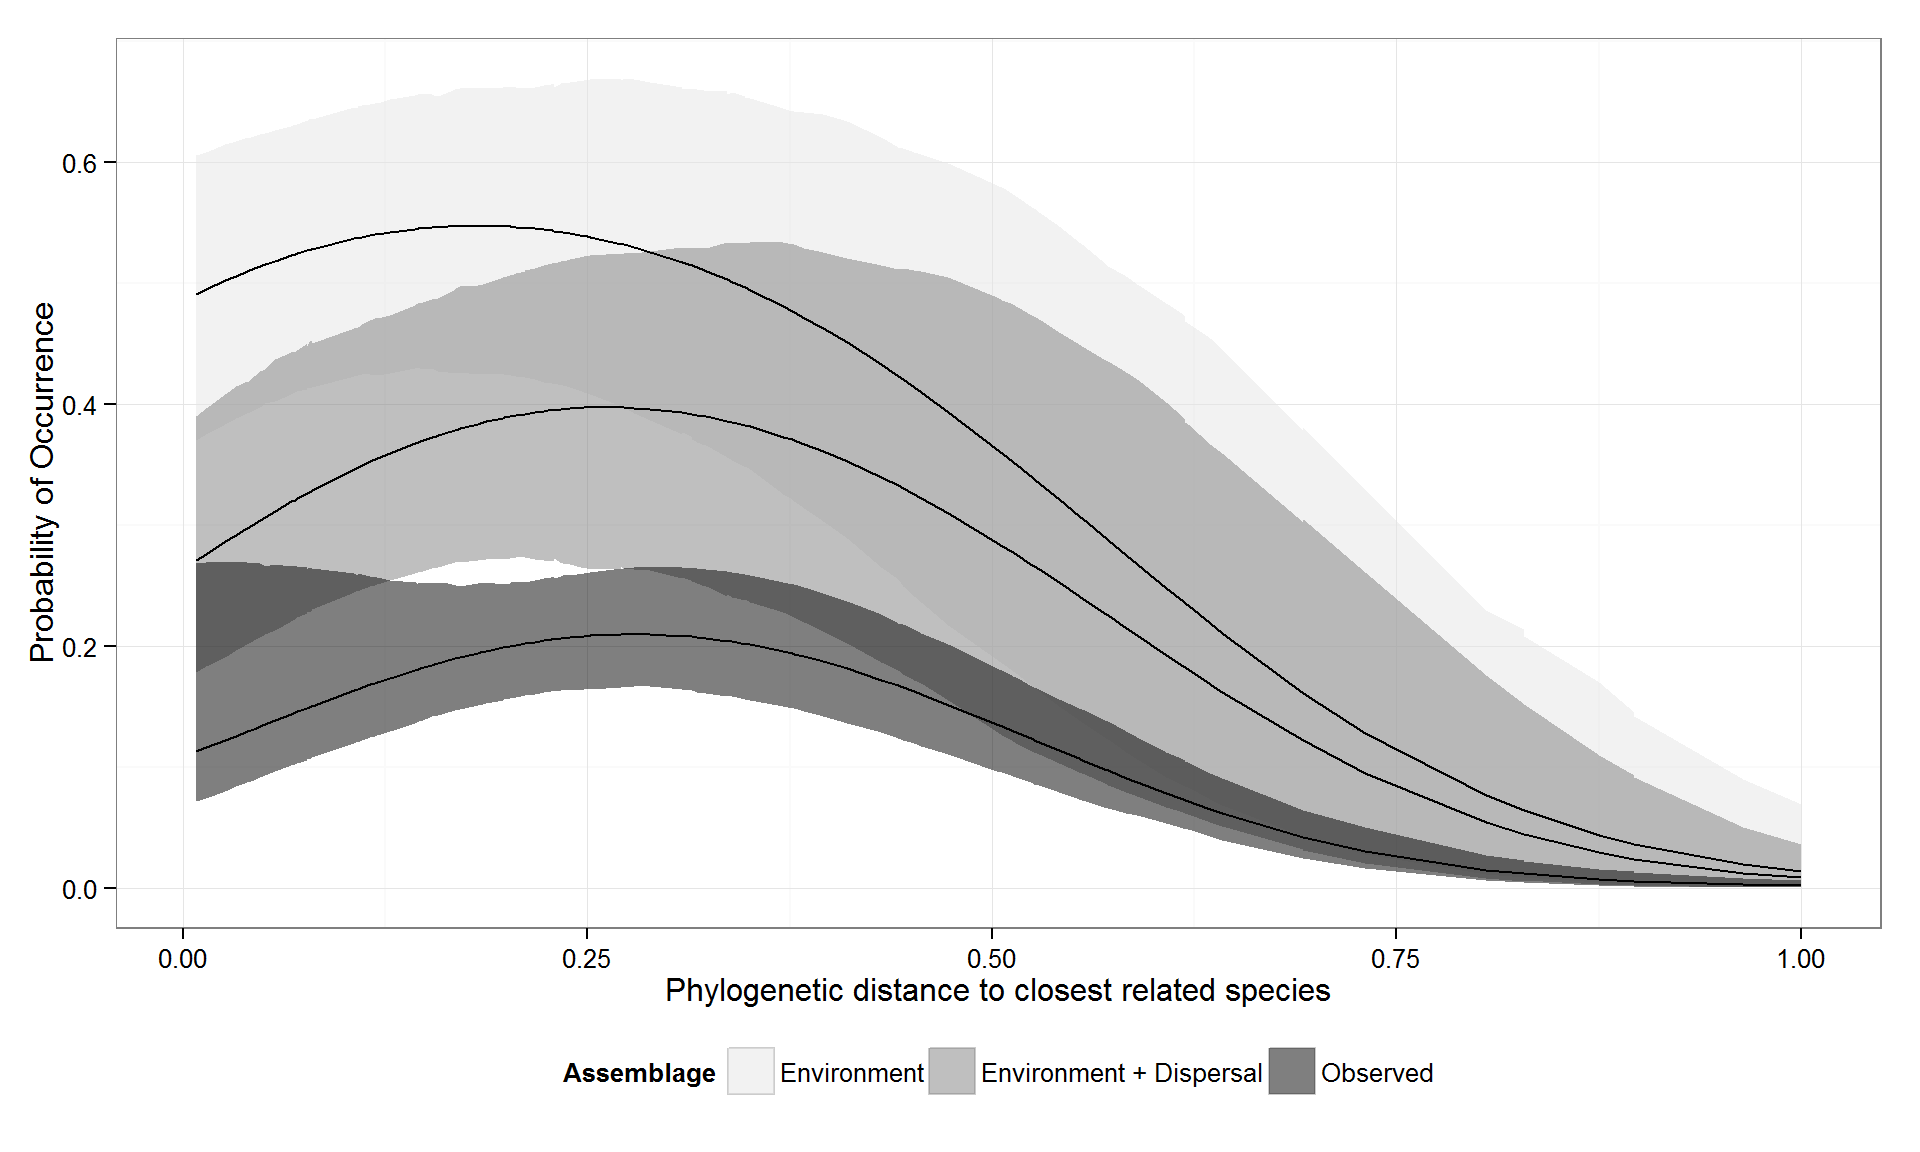 Probability of Occurrence
0.6
0.4
0.2
0.0
0.00 0.25 0.50 0.75 1.00
Phylogenetic distance to closest related species
Assemblage Environment Environment + Dispersal Observed